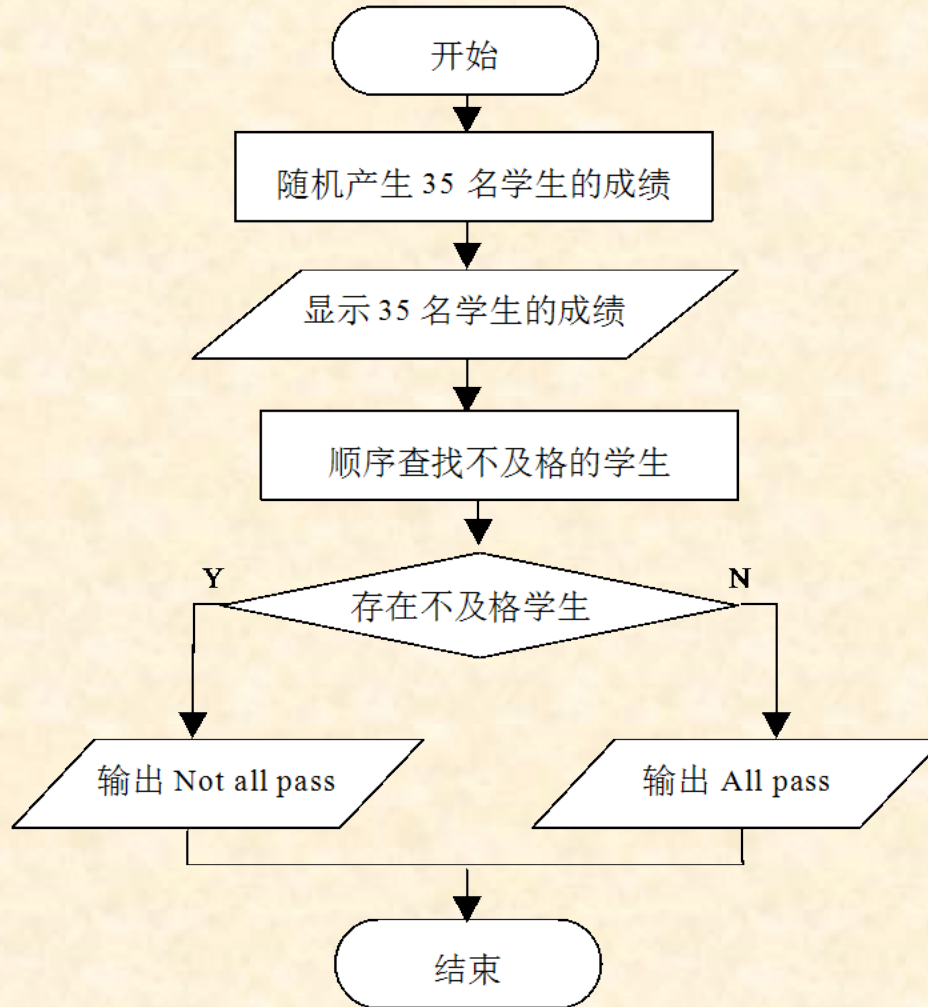 开始
随机产生 35 名学生的成绩
显示 35 名学生的成绩
顺序查找不及格的学生
Y
N
存在不及格学生
输出 Not all pass
输出 All pass
结束